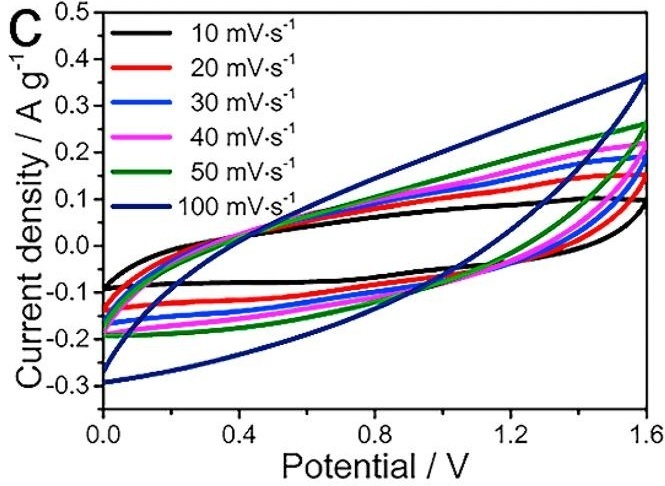 C
Current density / A g⁻¹
0.5
0.4
0.3
0.2
0.1
0.0
-0.1
-0.2
-0.3
10 mV·s⁻¹
20 mV·s⁻¹
30 mV·s⁻¹
40 mV·s⁻¹
50 mV·s⁻¹
100 mV·s⁻¹
0.0 0.4 0.8 1.2 1.6
Potential / V